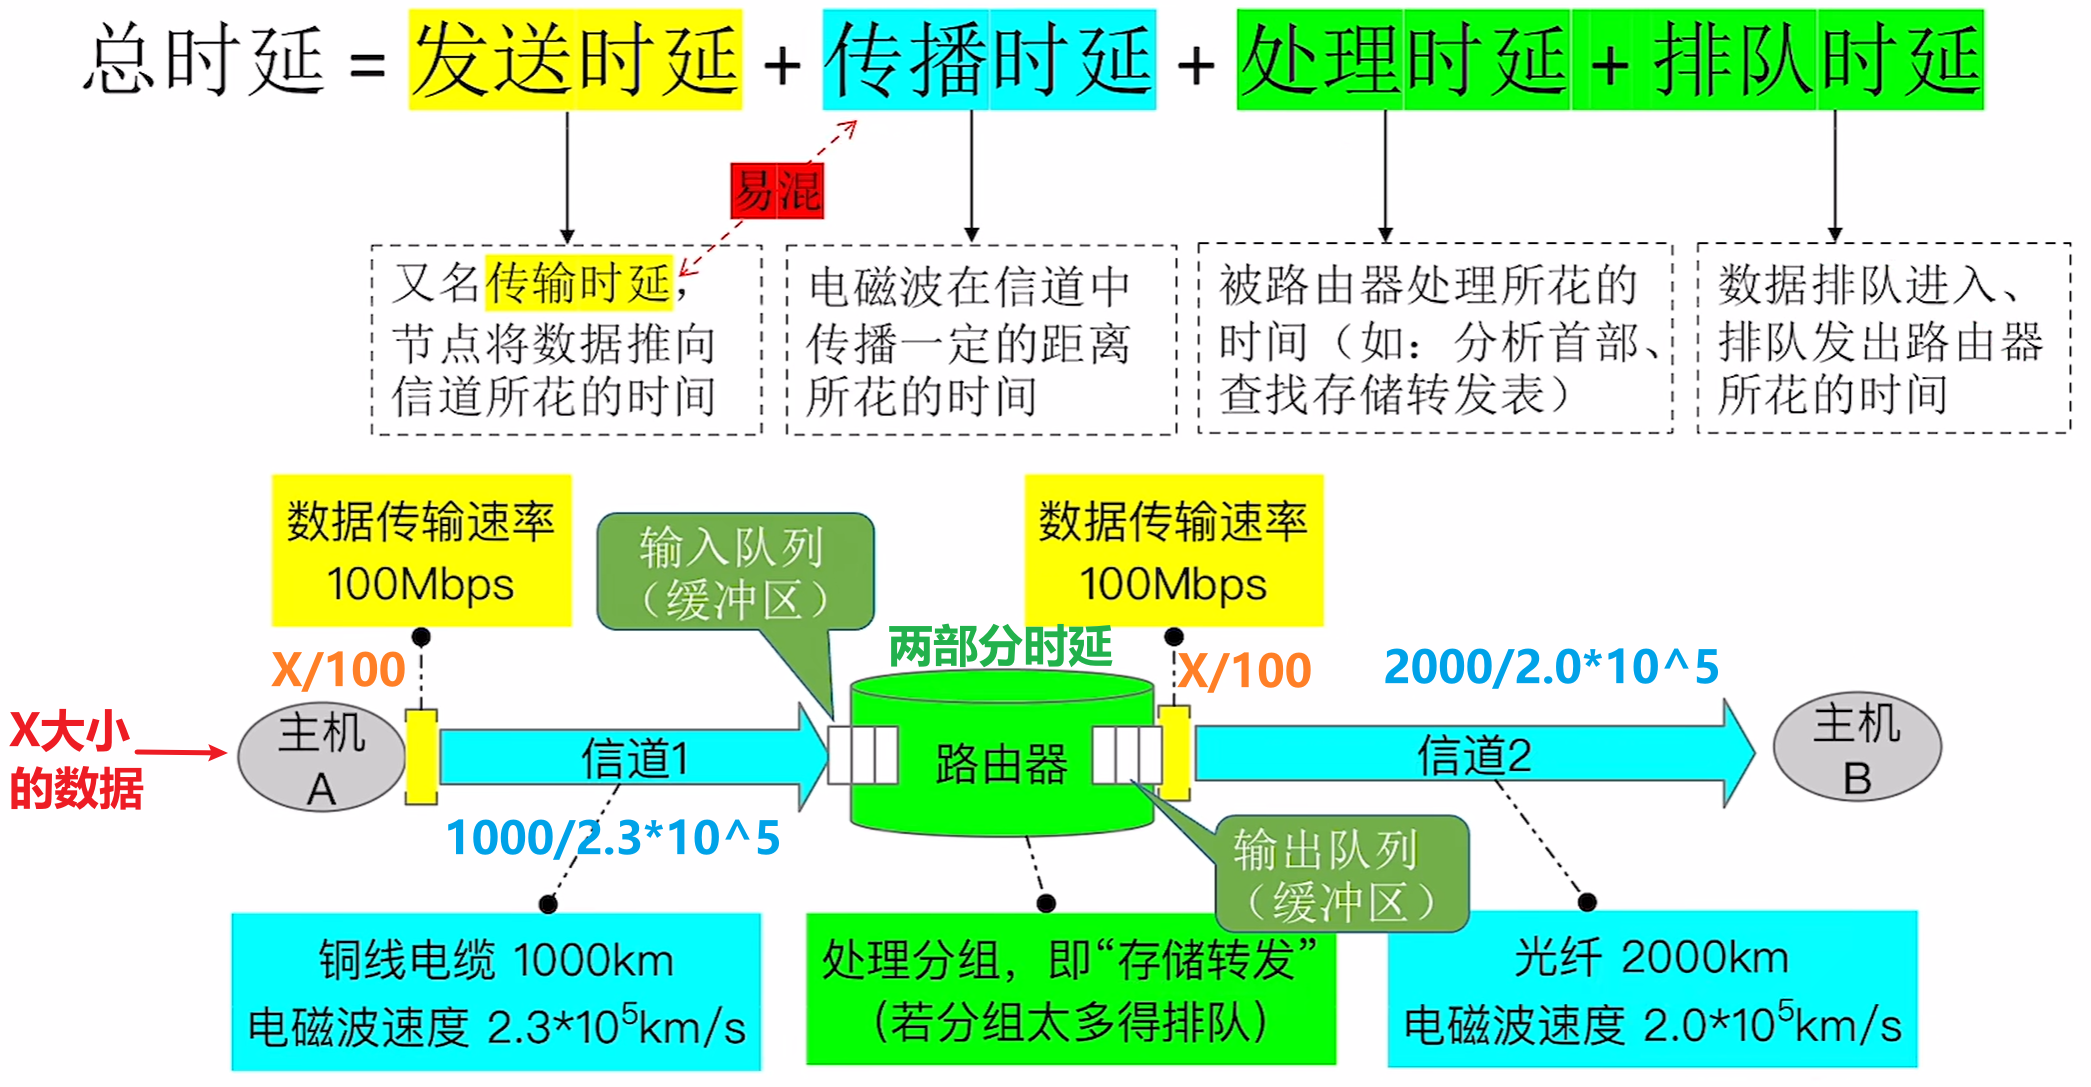 总时延 = 发送时延 + 传播时延 + 处理时延 + 排队时延
易混
又名传输时延，
节点将数据推向
信道所花的时间
电磁波在信道中
传播一定的距离
所花的时间
被路由器处理所花的
时间（如：分析首部、
查找存储转发表）
数据排队进入、
排队发出路由器
所花的时间
数据传输速率
100Mbps
输入队列
（缓冲区）
数据传输速率
100Mbps
X/100
两部分时延
X/100
2000/2.0*10^5
X大小
的数据
主机
A
信道1
路由器
信道2
主机
B
1000/2.3*10^5
输出队列
（缓冲区）
铜线电缆 1000km
电磁波速度 2.3*10⁵km/s
处理分组，即“存储转发”
（若分组太多得排队）
光纤 2000km
电磁波速度 2.0*10⁵km/s